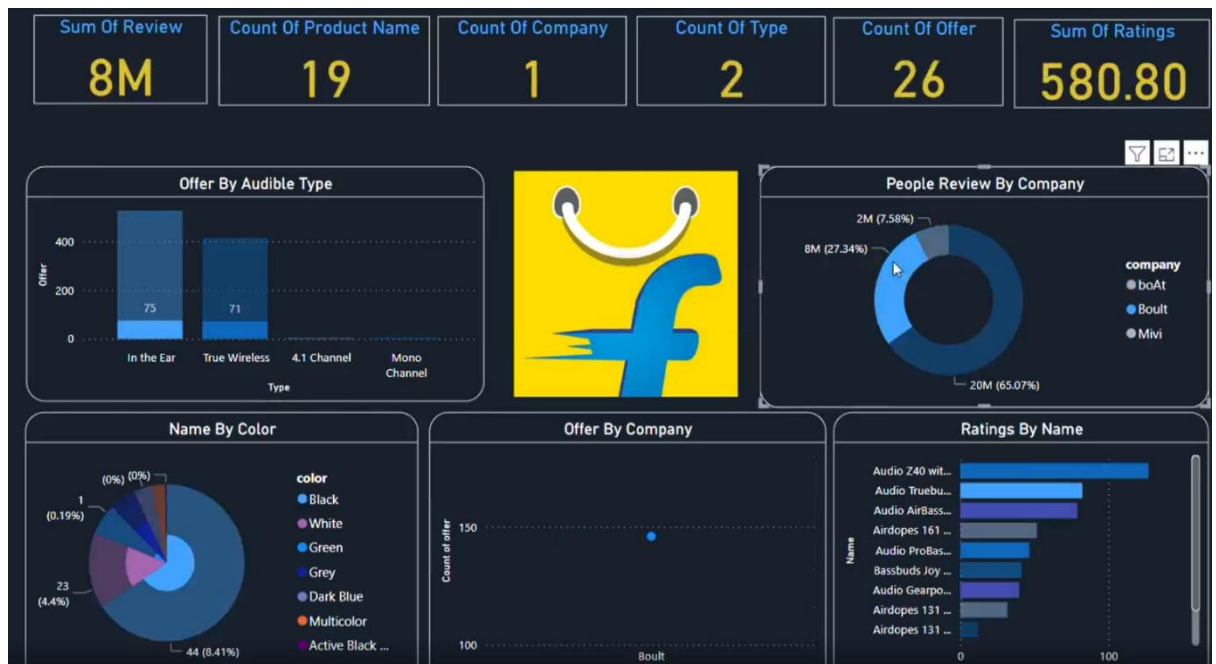 Sum Of Review
8M
Count Of Product Name
19
Count Of Company
1
Count Of Type
2
Count Of Offer
26
Sum Of Ratings
580.80
Offer By Audible Type
Offer
400
200
0
75
71
In the Ear
True Wireless
4.1 Channel
Mono
Channel
Type
f
People Review By Company
2M (7.58%)
8M (27.34%)
20M (65.07%)
company
boAt
Boult
Mivi
Name By Color
(0%) (0%)
1
(0.19%)
23
(4.4%)
44 (8.41%)
color
Black
White
Green
Grey
Dark Blue
Multicolor
Active Black ...
Offer By Company
Count of offer
150
100
Boult
Ratings By Name
Name
Audio Z40 wit...
Audio Truebu...
Audio AirBass...
Airdopes 161 ...
Audio ProBas...
Bassbuds Joy ...
Audio Gearpo...
Airdopes 131 ...
Airdopes 131 ...
0
100